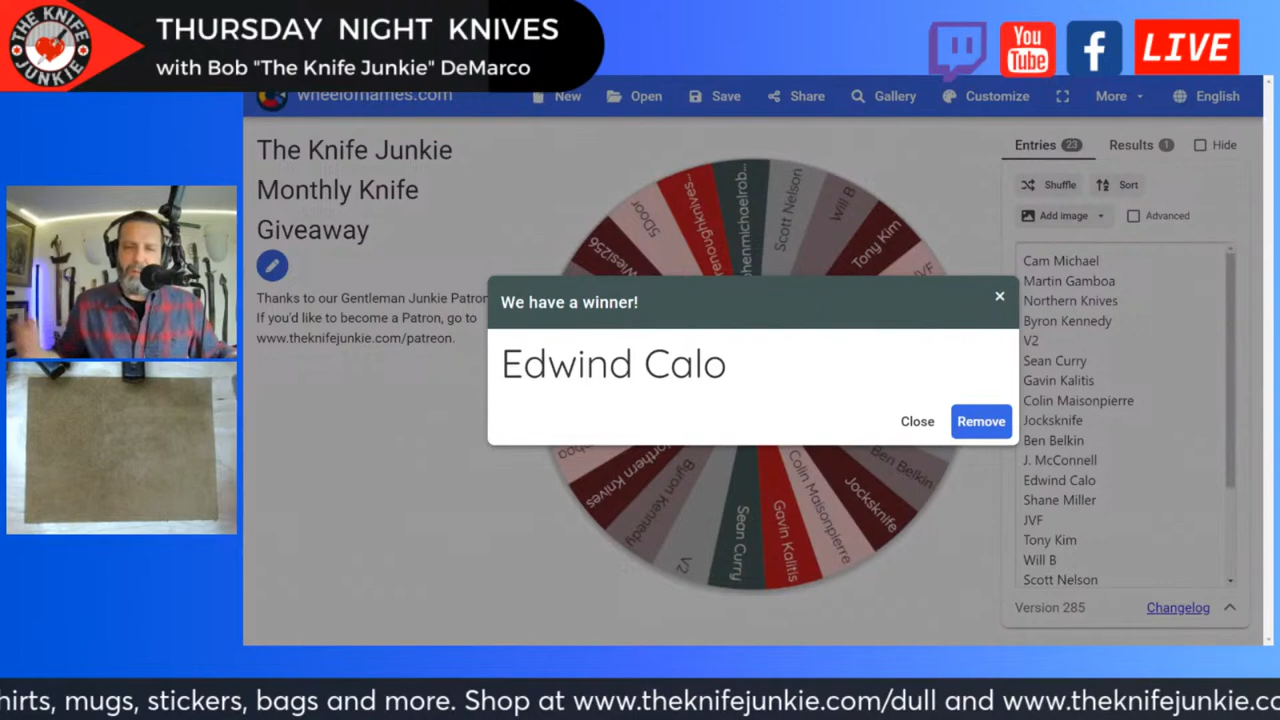 THE KNIFE
JUNKIE
THURSDAY NIGHT KNIVES
with Bob "The Knife Junkie" DeMarco
You
Tube
f
LIVE
wheelofnames.com
New
Open
Save
Share
Gallery
Customize
More
English
The Knife Junkie
Monthly Knife
Giveaway
Thanks to our Gentleman Junkie Patron
If you'd like to become a Patron, go to
www.theknifejunkie.com/patreon.
Wiesl256
5Door
renoughknives...
ohenmichaelrob...
Scott Nelson
Will B
Tony Kim
JVF
We have a winner!
Edwind Calo
Close
Remove
Northern Knives
Byron Kennedy
V2
Sean Curry
Gavin Kalitis
Colin Maisonpierre
Jocksknife
Ben Belkin
Entries 23
Results 1
Hide
Shuffle
Sort
Add image
Advanced
Cam Michael
Martin Gamboa
Northern Knives
Byron Kennedy
V2
Sean Curry
Gavin Kalitis
Colin Maisonpierre
Jocksknife
Ben Belkin
J. McConnell
Edwind Calo
Shane Miller
JVF
Tony Kim
Will B
Scott Nelson
Version 285
Changelog
hirts, mugs, stickers, bags and more. Shop at www.theknifejunkie.com/dull and www.theknifejunkie.co